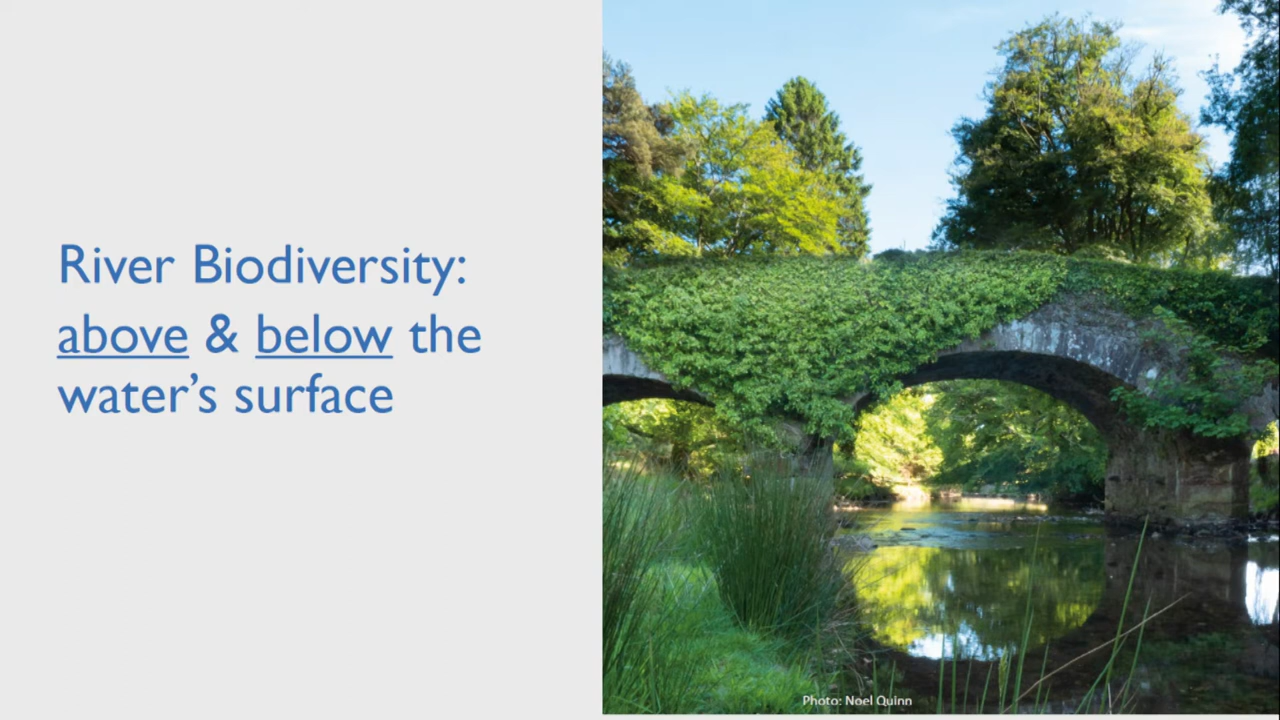 River Biodiversity:
above & below the
water’s surface
Photo: Noel Quinn